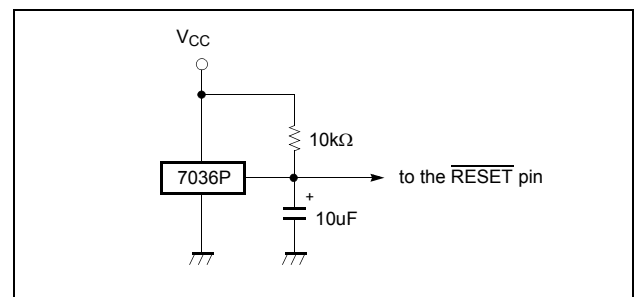 VCC
10kΩ
7036P
to the RESET pin
+
10uF